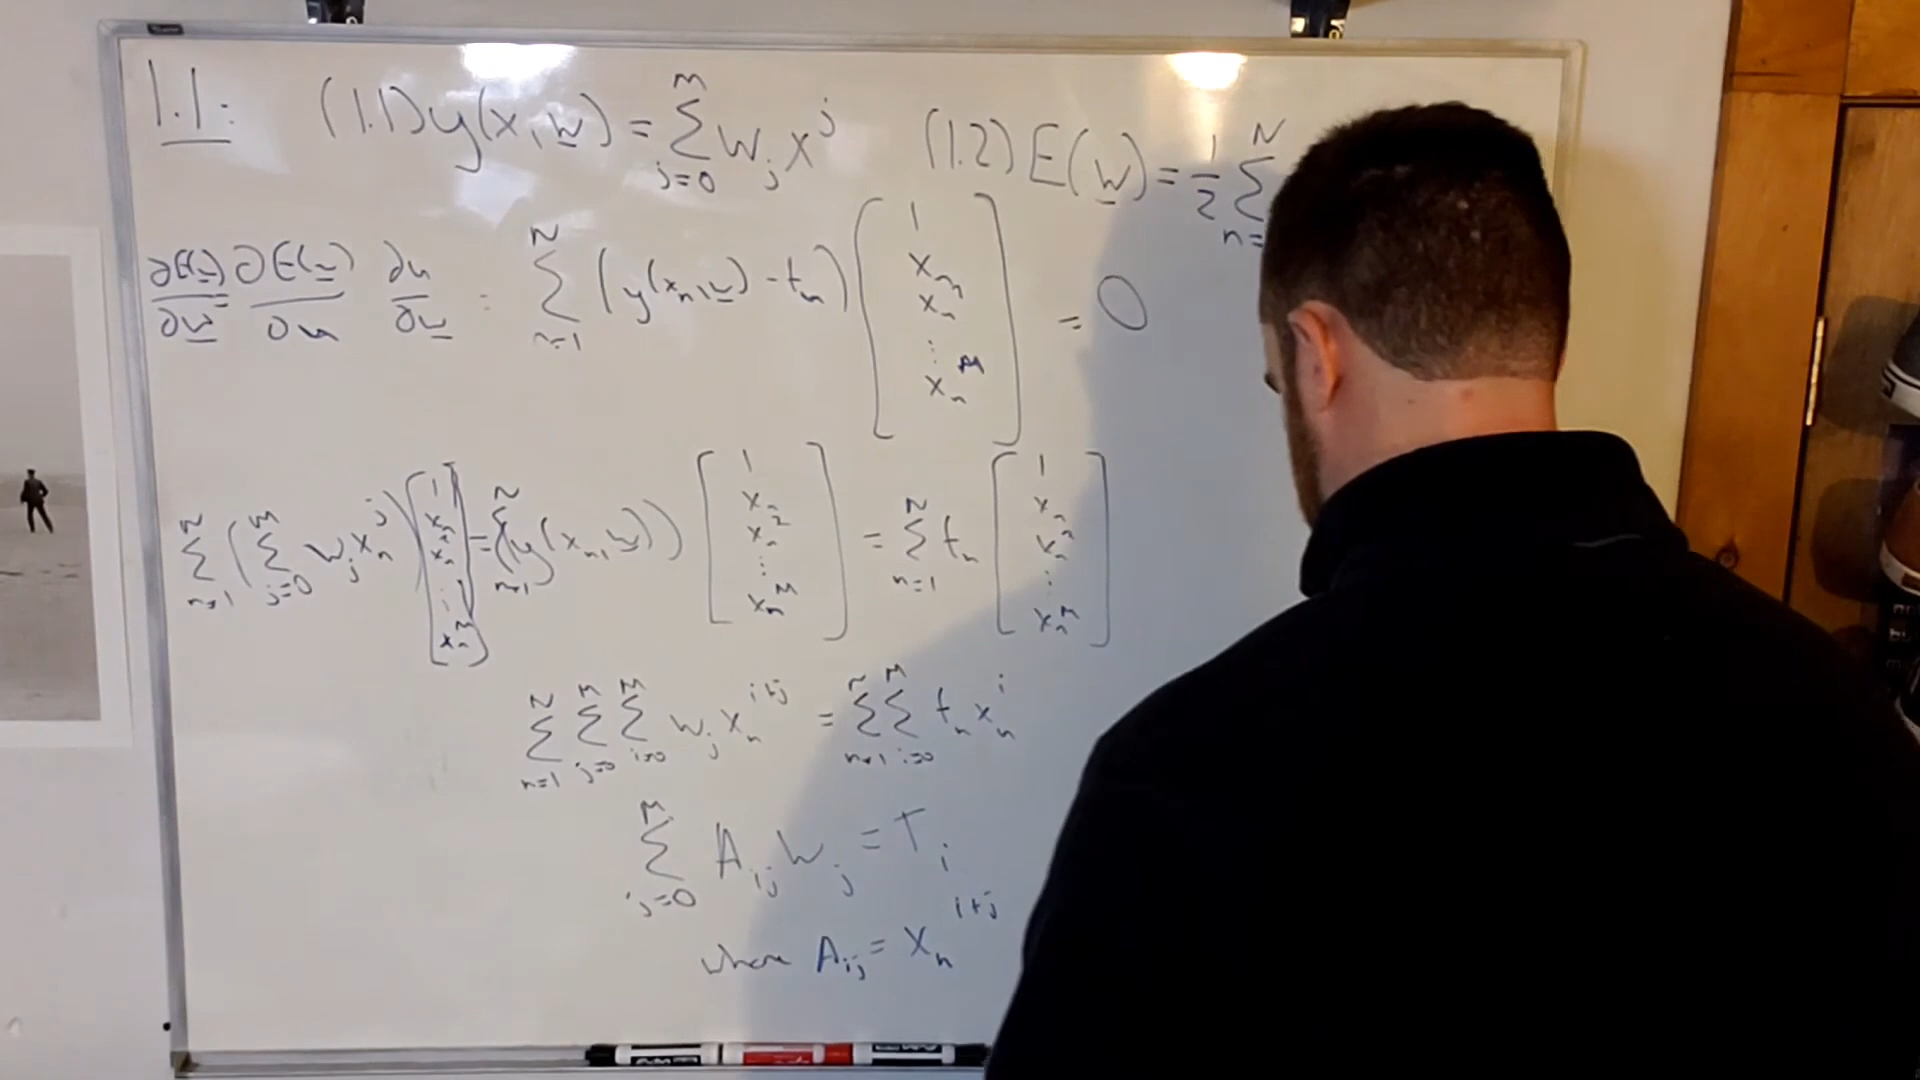 1.1: (1.1) y(x, w) = Σ_{j=0}^{M} w_j x^j (1.2) E(w) = 1/2 Σ_{n=}^{N}
∂E(w)/∂w = ∂E(w)/∂u ∂u/∂w = Σ_{n=1}^{N} (y(x_n, w) - t_n) [1 x_n x_n^2 ⋮ x_n^M] = 0
Σ_{n=1}^{N} (Σ_{j=0}^{M} w_j x_n^j) [1 x_n x_n^2 ⋮ x_n^M] = Σ_{n=1}^{N} (y(x_n, w)) [1 x_n x_n^2 ⋮ x_n^M] = Σ_{n=1}^{N} t_n [1 x_n x_n^2 ⋮ x_n^M]
Σ_{n=1}^{N} Σ_{j=0}^{M} Σ_{i=0}^{M} w_j x_n^{i+j} = Σ_{n=1}^{N} Σ_{i=0}^{M} t_n x_n^i
Σ_{j=0}^{M} A_{ij} w_j = T_i
where A_{ij} = x_n^{i+j}